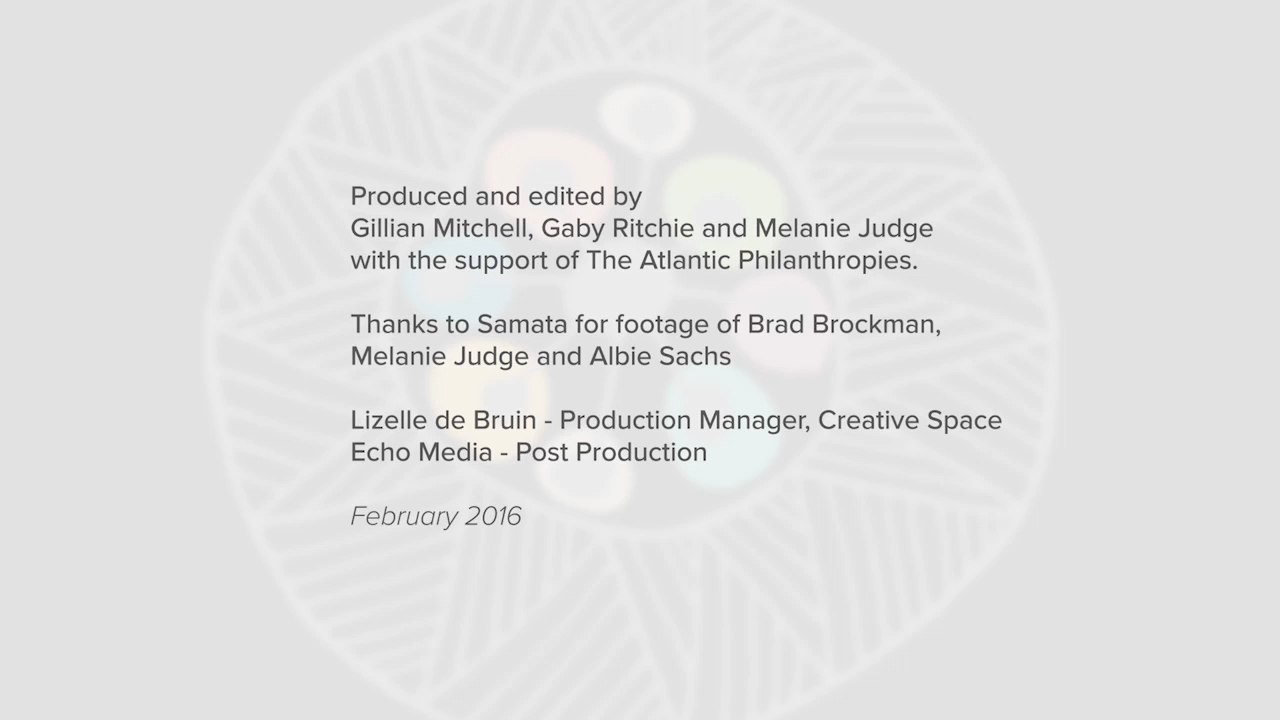 Produced and edited by
Gillian Mitchell, Gaby Ritchie and Melanie Judge
with the support of The Atlantic Philanthropies.
Thanks to Samata for footage of Brad Brockman,
Melanie Judge and Albie Sachs
Lizelle de Bruin - Production Manager, Creative Space
Echo Media - Post Production
February 2016